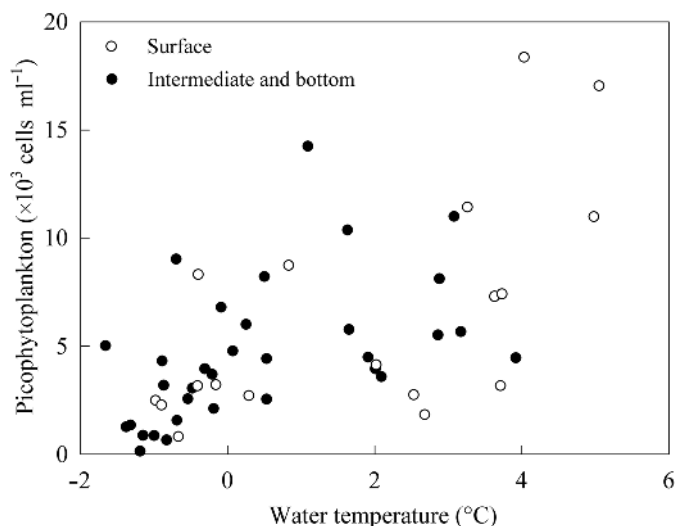 20
Surface
Intermediate and bottom
15
10
5
0
Picophytoplankton (×10³ cells ml⁻¹)
−2
0
2
4
6
Water temperature (°C)